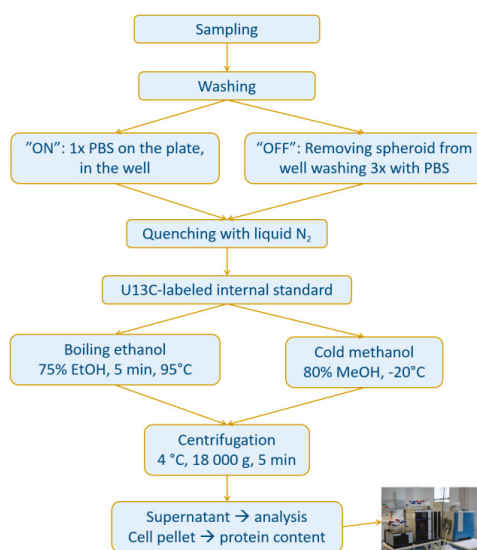 Sampling
Washing
”ON”: 1x PBS on the plate,
in the well
“OFF”: Removing spheroid from
well washing 3x with PBS
Quenching with liquid N₂
U13C-labeled internal standard
Boiling ethanol
75% EtOH, 5 min, 95°C
Cold methanol
80% MeOH, -20°C
Centrifugation
4 °C, 18 000 g, 5 min
Supernatant → analysis
Cell pellet → protein content